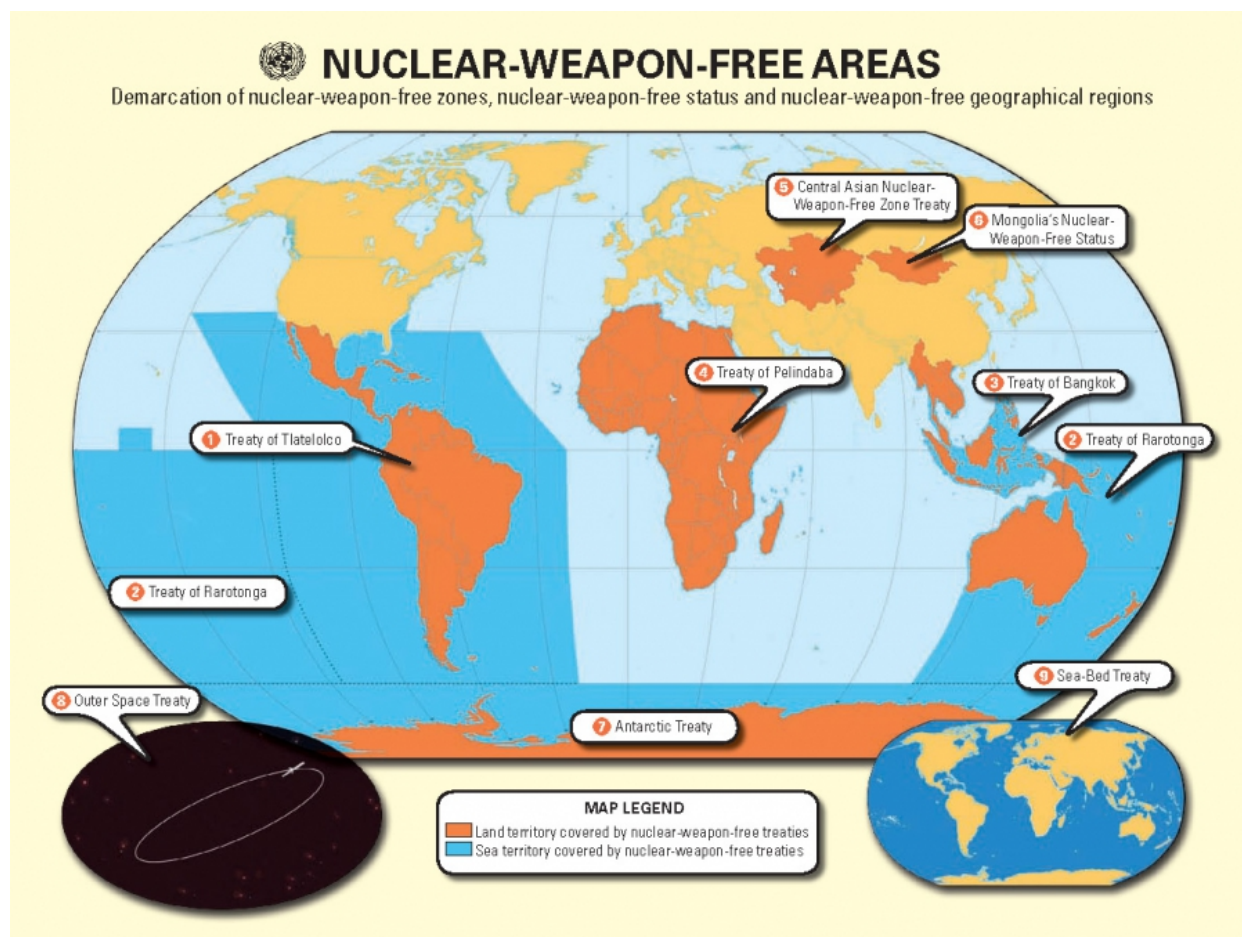 NUCLEAR-WEAPON-FREE AREAS
Demarcation of nuclear-weapon-free zones, nuclear-weapon-free status and nuclear-weapon-free geographical regions
5 Central Asian Nuclear-
Weapon-Free Zone Treaty
6 Mongolia's Nuclear-
Weapon-Free Status
4 Treaty of Pelindaba
3 Treaty of Bangkok
1 Treaty of Tlatelolco
2 Treaty of Rarotonga
2 Treaty of Rarotonga
9 Sea-Bed Treaty
8 Outer Space Treaty
7 Antarctic Treaty
MAP LEGEND
Land territory covered by nuclear-weapon-free treaties
Sea territory covered by nuclear-weapon-free treaties